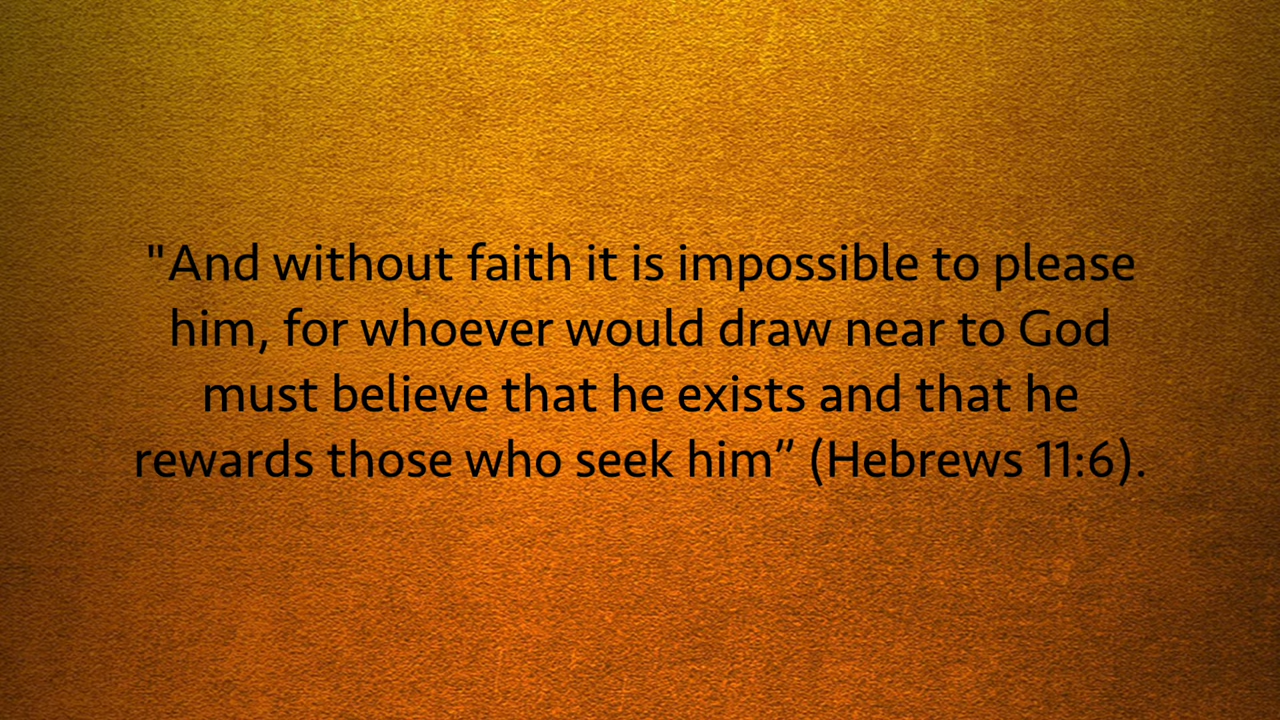 "And without faith it is impossible to please
him, for whoever would draw near to God
must believe that he exists and that he
rewards those who seek him” (Hebrews 11:6).